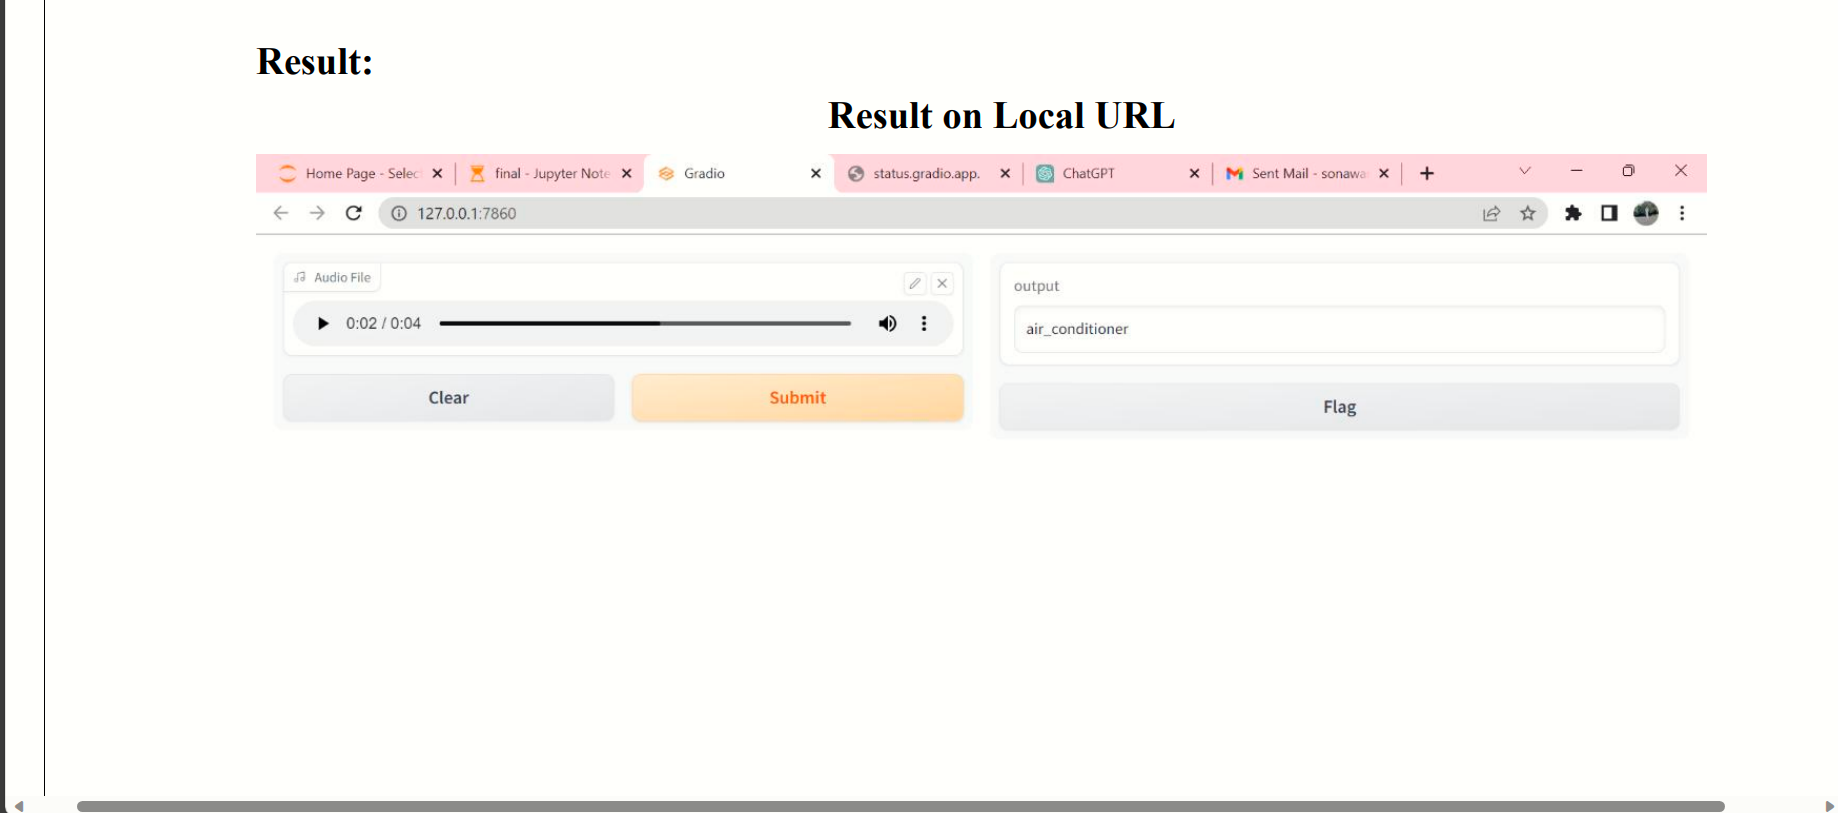 Result:
Result on Local URL
Home Page - Selec
final - Jupyter Note
Gradio
status.gradio.app.
ChatGPT
Sent Mail - sonawa
127.0.0.1:7860
Audio File
0:02 / 0:04
Clear
Submit
output
air_conditioner
Flag